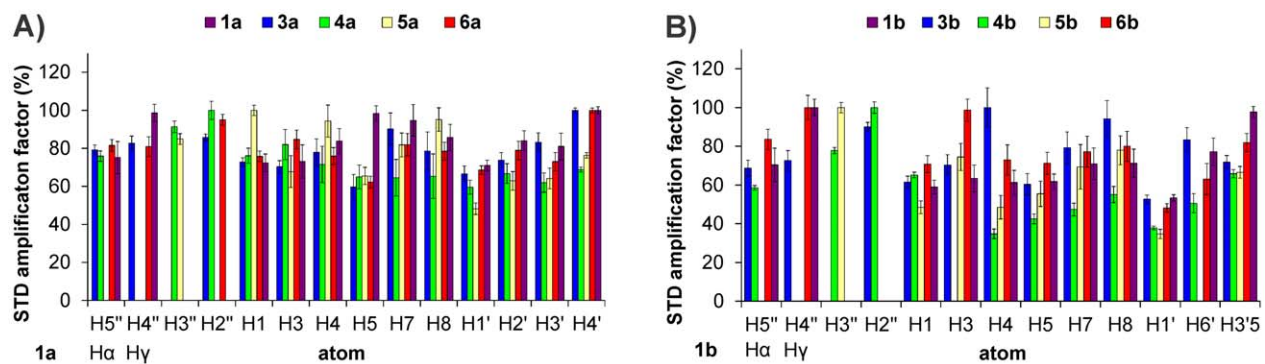 A)
1a 3a 4a 5a 6a
STD amplification factor (%)
120
100
80
60
40
20
0
H5" H4" H3" H2" H1 H3 H4 H5 H7 H8 H1' H2' H3' H4'
1a Hα Hγ atom
B)
1b 3b 4b 5b 6b
STD amplification factor (%)
120
100
80
60
40
20
0
H5" H4" H3" H2" H1 H3 H4 H5 H7 H8 H1' H6' H3'5
1b Hα Hγ atom